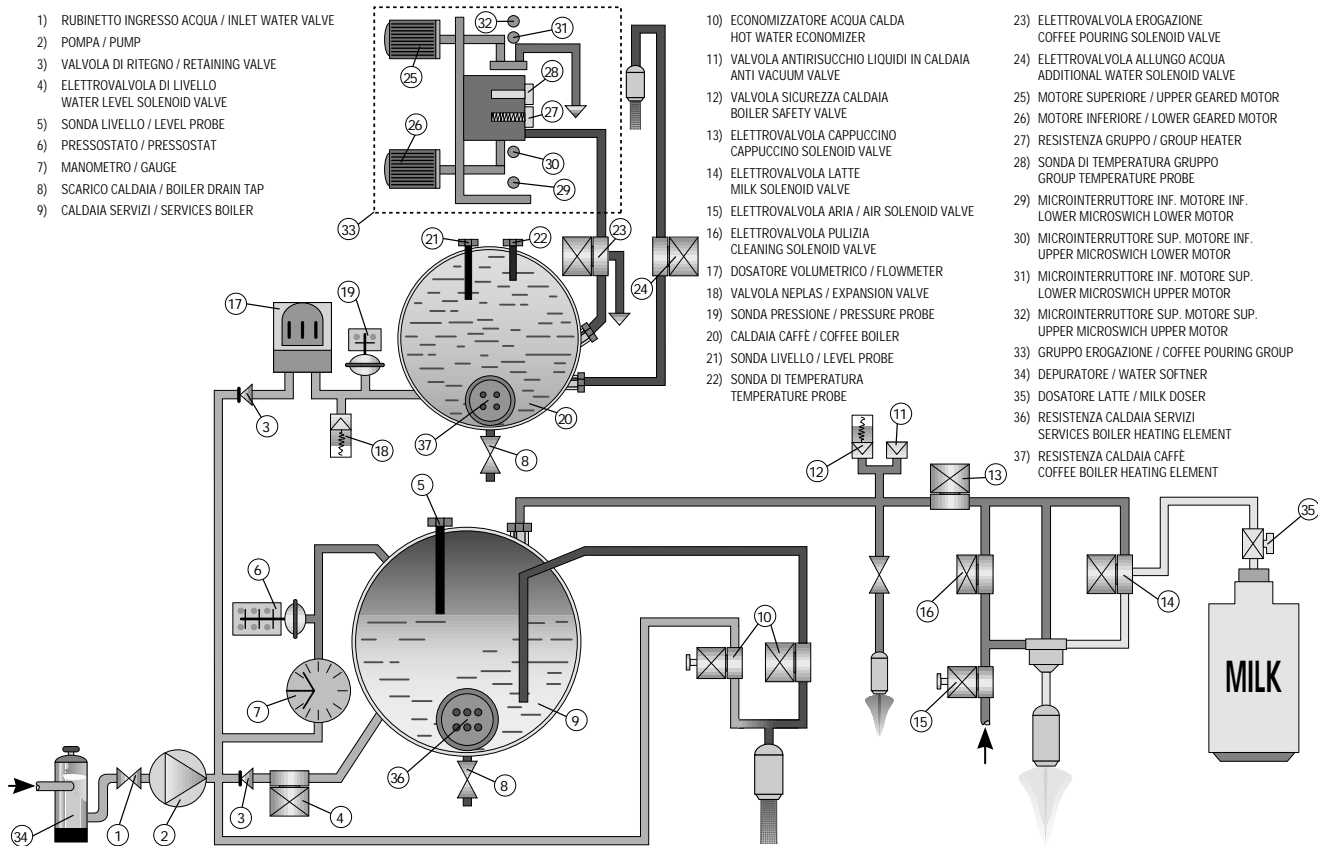 1) RUBINETTO INGRESSO ACQUA / INLET WATER VALVE
2) POMPA / PUMP
3) VALVOLA DI RITEGNO / RETAINING VALVE
4) ELETTROVALVOLA DI LIVELLO
WATER LEVEL SOLENOID VALVE
5) SONDA LIVELLO / LEVEL PROBE
6) PRESSOSTATO / PRESSOSTAT
7) MANOMETRO / GAUGE
8) SCARICO CALDAIA / BOILER DRAIN TAP
9) CALDAIA SERVIZI / SERVICES BOILER
10) ECONOMIZZATORE ACQUA CALDA
HOT WATER ECONOMIZER
11) VALVOLA ANTIRISUCCHIO LIQUIDI IN CALDAIA
ANTI VACUUM VALVE
12) VALVOLA SICUREZZA CALDAIA
BOILER SAFETY VALVE
13) ELETTROVALVOLA CAPPUCCINO
CAPPUCCINO SOLENOID VALVE
14) ELETTROVALVOLA LATTE
MILK SOLENOID VALVE
15) ELETTROVALVOLA ARIA / AIR SOLENOID VALVE
16) ELETTROVALVOLA PULIZIA
CLEANING SOLENOID VALVE
17) DOSATORE VOLUMETRICO / FLOWMETER
18) VALVOLA NEPLAS / EXPANSION VALVE
19) SONDA PRESSIONE / PRESSURE PROBE
20) CALDAIA CAFFÈ / COFFEE BOILER
21) SONDA LIVELLO / LEVEL PROBE
22) SONDA DI TEMPERATURA
TEMPERATURE PROBE
23) ELETTROVALVOLA EROGAZIONE
COFFEE POURING SOLENOID VALVE
24) ELETTROVALVOLA ALLUNGO ACQUA
ADDITIONAL WATER SOLENOID VALVE
25) MOTORE SUPERIORE / UPPER GEARED MOTOR
26) MOTORE INFERIORE / LOWER GEARED MOTOR
27) RESISTENZA GRUPPO / GROUP HEATER
28) SONDA DI TEMPERATURA GRUPPO
GROUP TEMPERATURE PROBE
29) MICROINTERRUTTORE INF. MOTORE INF.
LOWER MICROSWICH LOWER MOTOR
30) MICROINTERRUTTORE SUP. MOTORE INF.
UPPER MICROSWICH LOWER MOTOR
31) MICROINTERRUTTORE INF. MOTORE SUP.
LOWER MICROSWICH UPPER MOTOR
32) MICROINTERRUTTORE SUP. MOTORE SUP.
UPPER MICROSWICH UPPER MOTOR
33) GRUPPO EROGAZIONE / COFFEE POURING GROUP
34) DEPURATORE / WATER SOFTNER
35) DOSATORE LATTE / MILK DOSER
36) RESISTENZA CALDAIA SERVIZI
SERVICES BOILER HEATING ELEMENT
37) RESISTENZA CALDAIA CAFFÈ
COFFEE BOILER HEATING ELEMENT
32
31
25
28
27
26
30
29
33
21
22
23
24
17
19
3
18
37
20
8
11
12
13
5
35
6
16
14
10
7
9
15
36
8
34
1
2
3
4
MILK